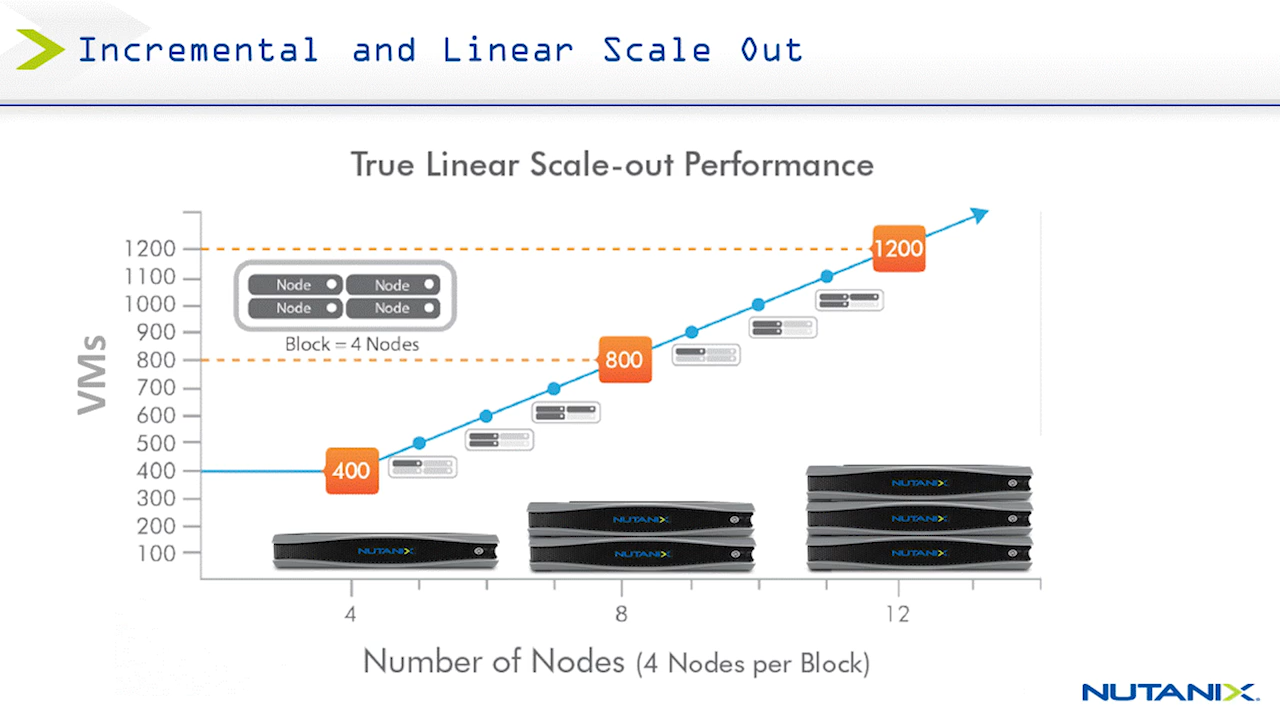 Incremental and Linear Scale Out
True Linear Scale-out Performance
1200
1100
1000
900
800
700
600
500
400
300
200
100
VMs
Node Node
Node Node
Block = 4 Nodes
400
800
1200
NUTANIX
NUTANIX
NUTANIX
NUTANIX
NUTANIX
NUTANIX
4 8 12
Number of Nodes (4 Nodes per Block)
NUTANIX